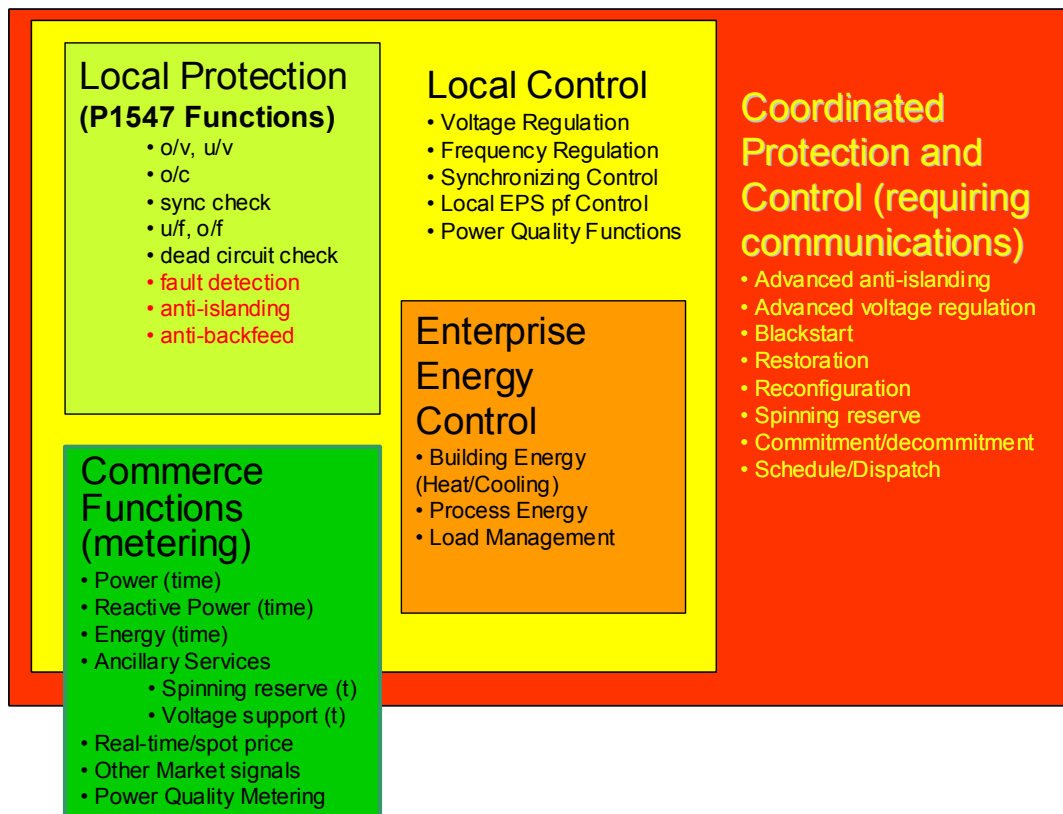 Local Protection
(P1547 Functions)
• o/v, u/v
• o/c
• sync check
• u/f, o/f
• dead circuit check
• fault detection
• anti-islanding
• anti-backfeed
Local Control
• Voltage Regulation
• Frequency Regulation
• Synchronizing Control
• Local EPS pf Control
• Power Quality Functions
Coordinated
Protection and
Control (requiring
communications)
• Advanced anti-islanding
• Advanced voltage regulation
• Blackstart
• Restoration
• Reconfiguration
• Spinning reserve
• Commitment/decommitment
• Schedule/Dispatch
Enterprise
Energy
Control
• Building Energy
(Heat/Cooling)
• Process Energy
• Load Management
Commerce
Functions
(metering)
• Power (time)
• Reactive Power (time)
• Energy (time)
• Ancillary Services
• Spinning reserve (t)
• Voltage support (t)
• Real-time/spot price
• Other Market signals
• Power Quality Metering